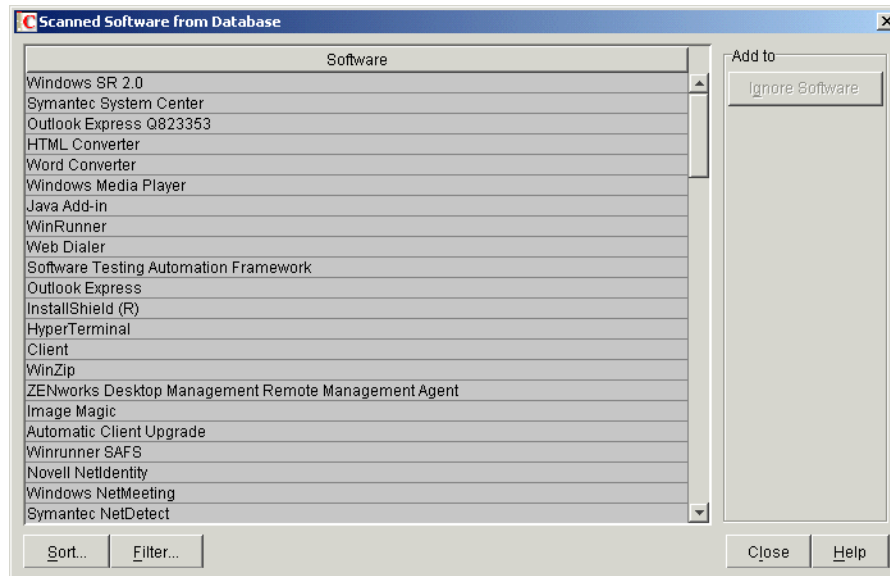 Scanned Software from Database
Software
Windows SR 2.0
Symantec System Center
Outlook Express Q823353
HTML Converter
Word Converter
Windows Media Player
Java Add-in
WinRunner
Web Dialer
Software Testing Automation Framework
Outlook Express
InstallShield (R)
HyperTerminal
Client
WinZip
ZENworks Desktop Management Remote Management Agent
Image Magic
Automatic Client Upgrade
Winrunner SAFS
Novell NetIdentity
Windows NetMeeting
Symantec NetDetect
Add to
Ignore Software
Sort...
Filter...
Close
Help